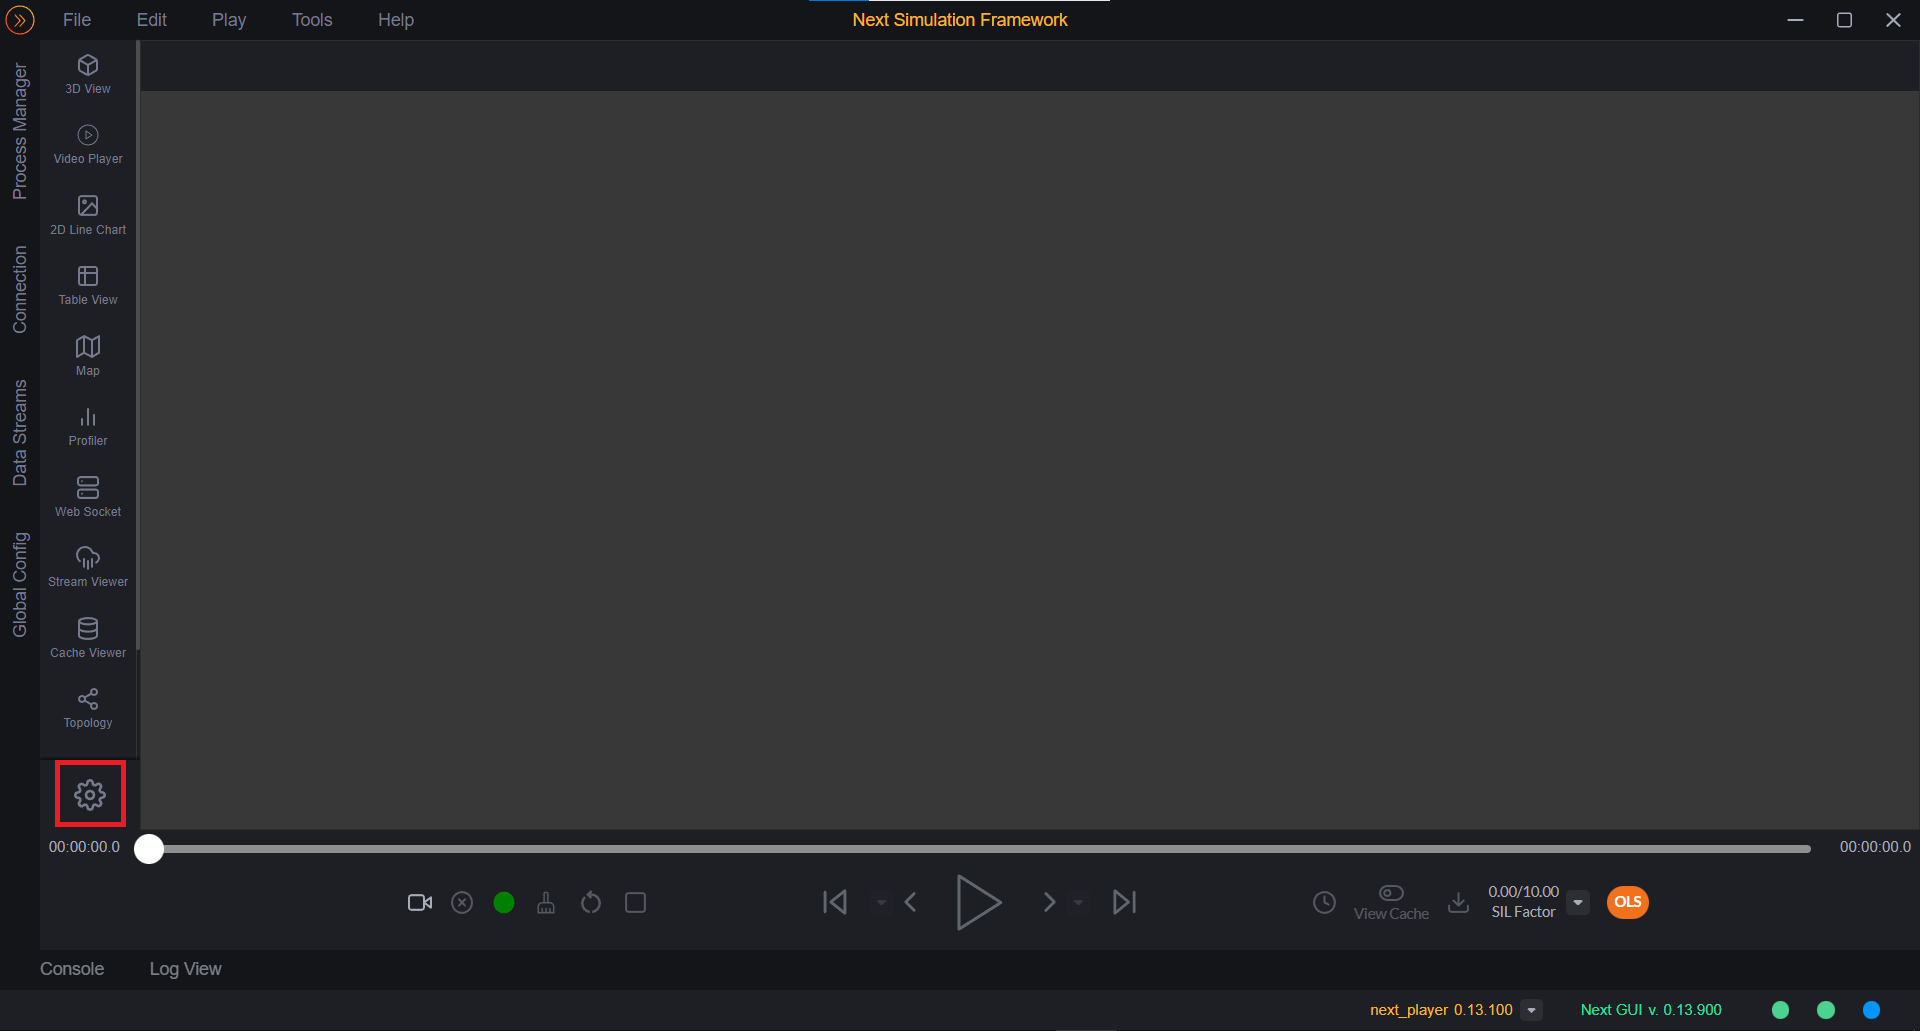 File Edit Play Tools Help
Next Simulation Framework
Process Manager
Connection
Data Streams
Global Config
3D View
Video Player
2D Line Chart
Table View
Map
Profiler
Web Socket
Stream Viewer
Cache Viewer
Topology
00:00:00.0
00:00:00.0
View Cache
0.00/10.00
SIL Factor
OLS
Console Log View
next_player 0.13.100
Next GUI v. 0.13.900